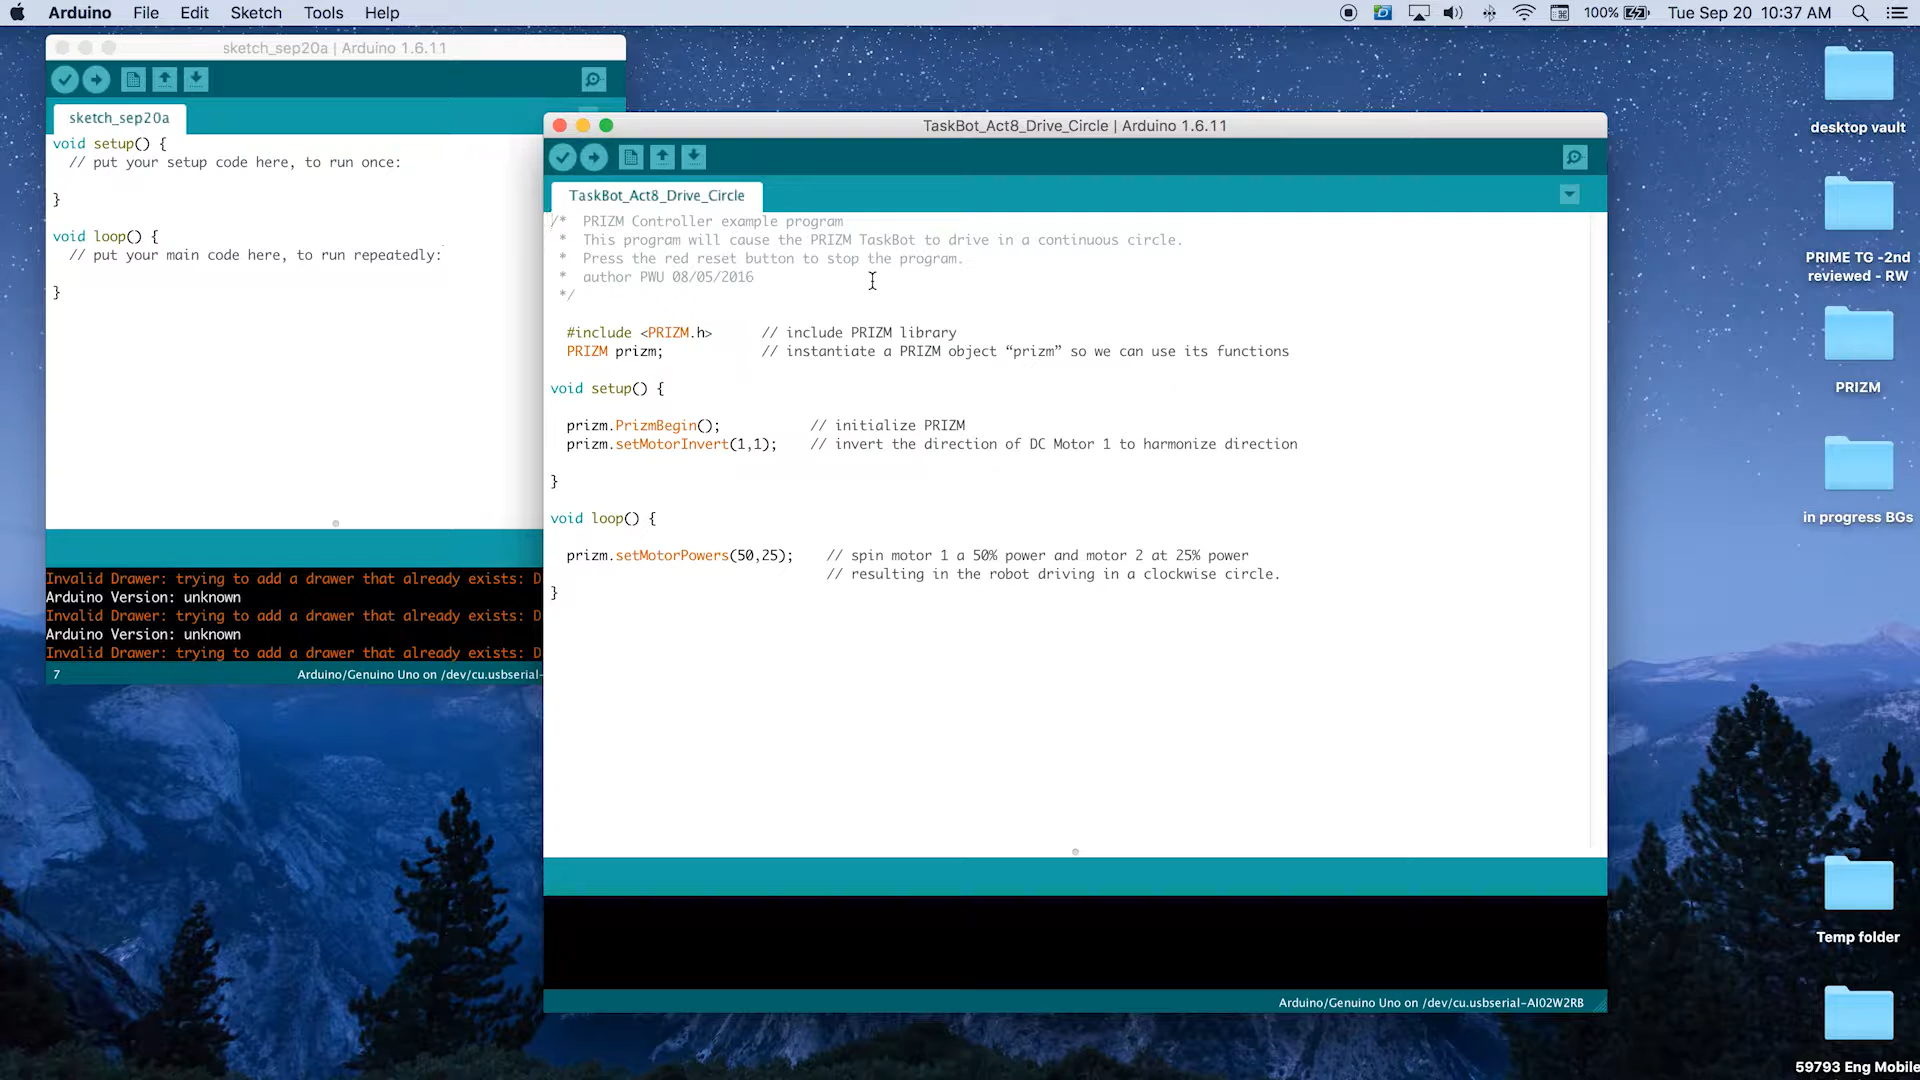 Arduino File Edit Sketch Tools Help
100% Tue Sep 20 10:37 AM
sketch_sep20a | Arduino 1.6.11
sketch_sep20a
void setup() {
// put your setup code here, to run once:
}
void loop() {
// put your main code here, to run repeatedly:
}
Invalid Drawer: trying to add a drawer that already exists: D
Arduino Version: unknown
Invalid Drawer: trying to add a drawer that already exists: D
Arduino Version: unknown
Invalid Drawer: trying to add a drawer that already exists: D
7
Arduino/Genuino Uno on /dev/cu.usbserial-
TaskBot_Act8_Drive_Circle | Arduino 1.6.11
TaskBot_Act8_Drive_Circle
/* PRIZM Controller example program
* This program will cause the PRIZM TaskBot to drive in a continuous circle.
* Press the red reset button to stop the program.
* author PWU 08/05/2016
*/
#include <PRIZM.h> // include PRIZM library
PRIZM prizm; // instantiate a PRIZM object “prizm” so we can use its functions
void setup() {
prizm.PrizmBegin(); // initialize PRIZM
prizm.setMotorInvert(1,1); // invert the direction of DC Motor 1 to harmonize direction
}
void loop() {
prizm.setMotorPowers(50,25); // spin motor 1 a 50% power and motor 2 at 25% power
// resulting in the robot driving in a clockwise circle.
}
Arduino/Genuino Uno on /dev/cu.usbserial-AI02W2RB
desktop vault
PRIME TG -2nd
reviewed - RW
PRIZM
in progress BGs
Temp folder
59793 Eng Mobile